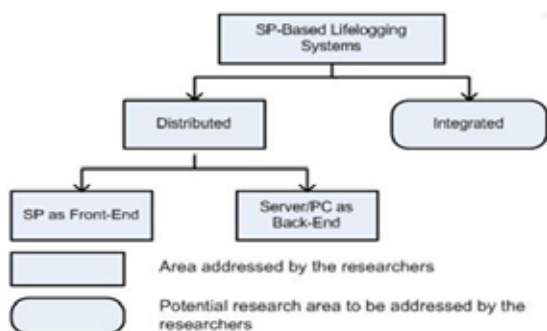 SP-Based Lifelogging
Systems
Distributed
Integrated
SP as Front-End
Server/PC as
Back-End
Area addressed by the researchers
Potential research area to be addressed by the
researchers